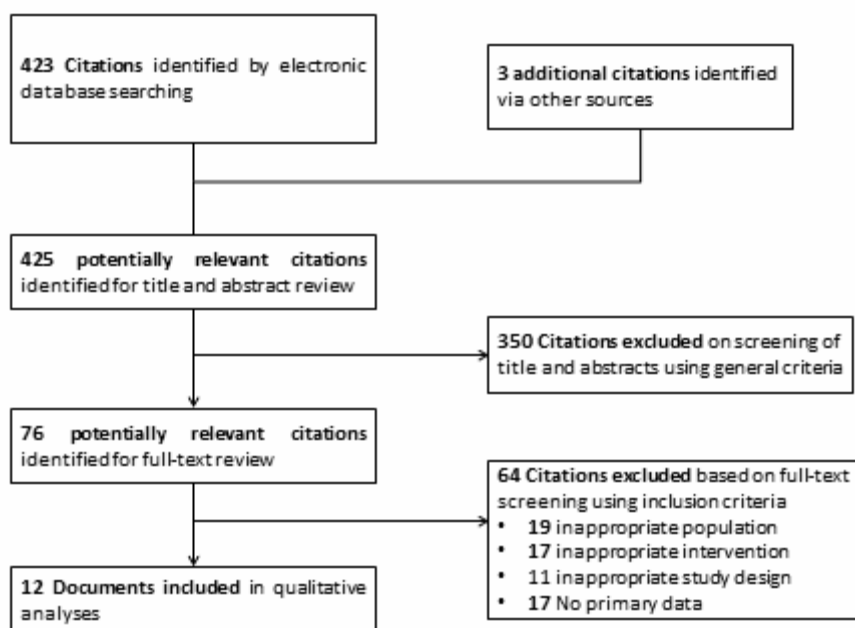 423 Citations identified by electronic
database searching
3 additional citations identified
via other sources
425 potentially relevant citations
identified for title and abstract review
350 Citations excluded on screening of
title and abstracts using general criteria
76 potentially relevant citations
identified for full-text review
64 Citations excluded based on full-text
screening using inclusion criteria
• 19 inappropriate population
• 17 inappropriate intervention
• 11 inappropriate study design
• 17 No primary data
12 Documents included in qualitative
analyses